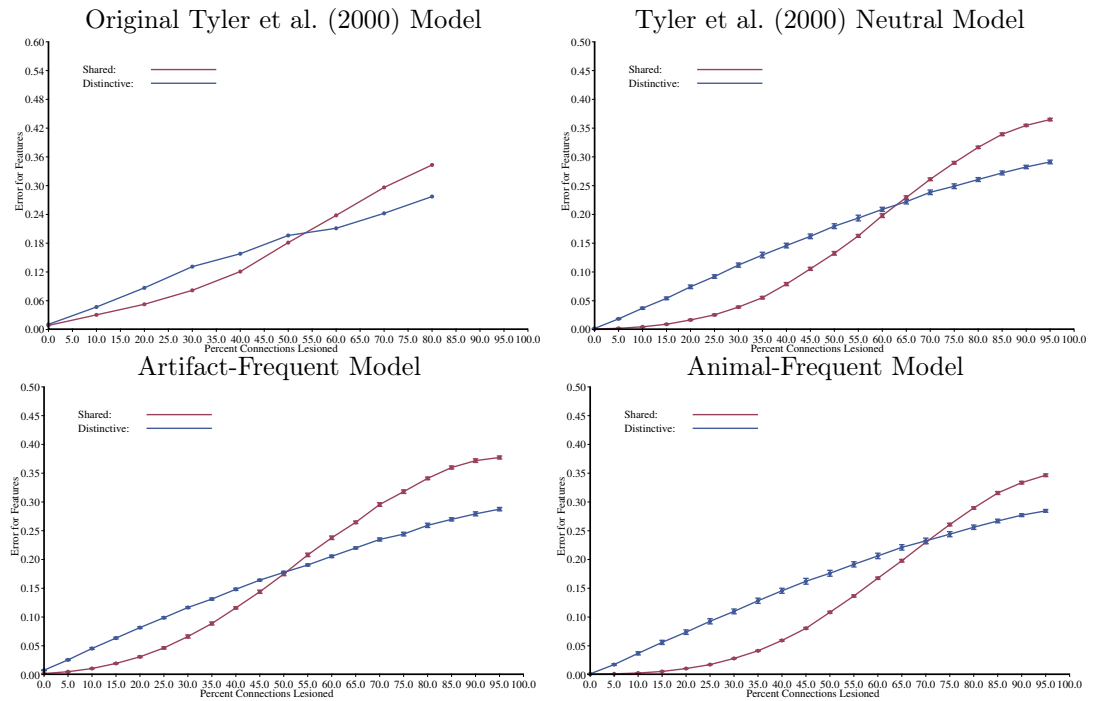 Original Tyler et al. (2000) Model
0.60
0.54
0.48
0.42
0.36
0.30
0.24
0.18
0.12
0.06
0.00
Error for Features
Shared:
Distinctive:
0.0 5.0 10.0 15.0 20.0 25.0 30.0 35.0 40.0 45.0 50.0 55.0 60.0 65.0 70.0 75.0 80.0 85.0 90.0 95.0 100.0
Percent Connections Lesioned
Tyler et al. (2000) Neutral Model
0.50
0.45
0.40
0.35
0.30
0.25
0.20
0.15
0.10
0.05
0.00
Error for Features
Shared:
Distinctive:
0.0 5.0 10.0 15.0 20.0 25.0 30.0 35.0 40.0 45.0 50.0 55.0 60.0 65.0 70.0 75.0 80.0 85.0 90.0 95.0 100.0
Percent Connections Lesioned
Artifact-Frequent Model
0.50
0.45
0.40
0.35
0.30
0.25
0.20
0.15
0.10
0.05
0.00
Error for Features
Shared:
Distinctive:
0.0 5.0 10.0 15.0 20.0 25.0 30.0 35.0 40.0 45.0 50.0 55.0 60.0 65.0 70.0 75.0 80.0 85.0 90.0 95.0 100.0
Percent Connections Lesioned
Animal-Frequent Model
0.50
0.45
0.40
0.35
0.30
0.25
0.20
0.15
0.10
0.05
0.00
Error for Features
Shared:
Distinctive:
0.0 5.0 10.0 15.0 20.0 25.0 30.0 35.0 40.0 45.0 50.0 55.0 60.0 65.0 70.0 75.0 80.0 85.0 90.0 95.0 100.0
Percent Connections Lesioned